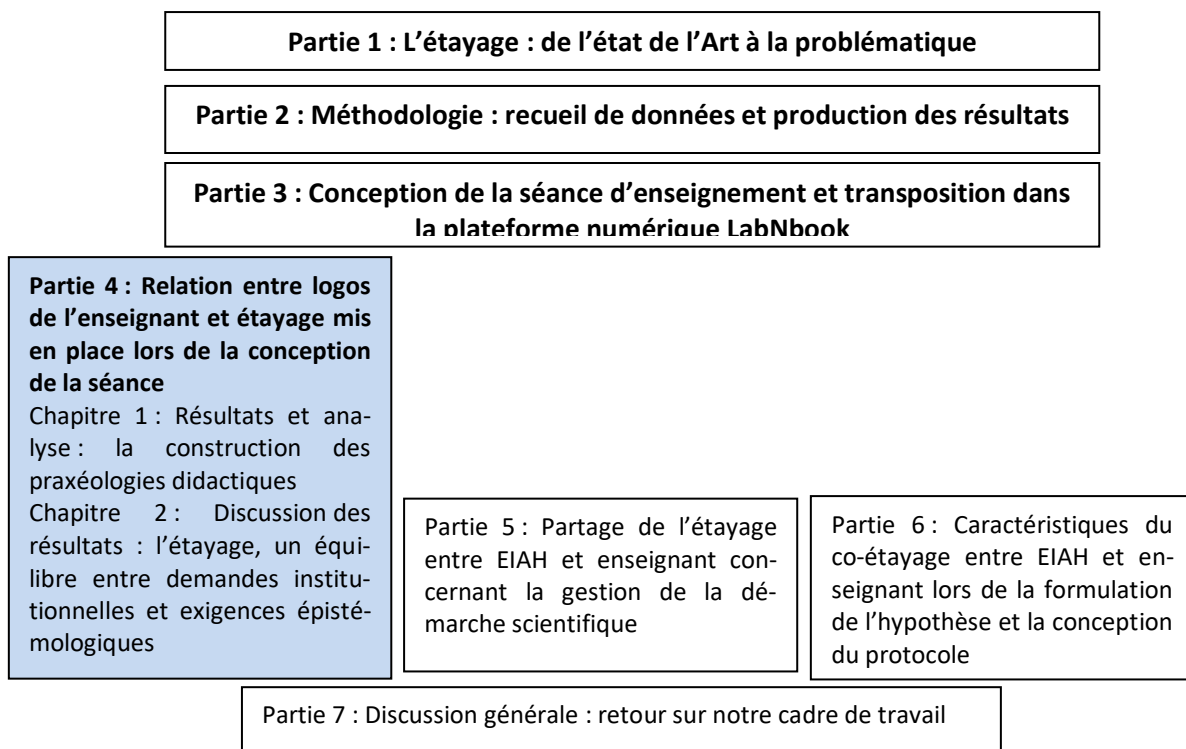 Partie 1 : L’étayage : de l’état de l’Art à la problématique
Partie 2 : Méthodologie : recueil de données et production des résultats
Partie 3 : Conception de la séance d’enseignement et transposition dans
la plateforme numérique LabNbook
Partie 4 : Relation entre logos
de l’enseignant et étayage mis
en place lors de la conception
de la séance
Chapitre 1 : Résultats et ana-
lyse : la construction des
praxéologies didactiques
Chapitre 2 : Discussion des
résultats : l’étayage, un équi-
libre entre demandes institu-
tionnelles et exigences épisté-
mologiques
Partie 5 : Partage de l’étayage
entre EIAH et enseignant con-
cernant la gestion de la dé-
marche scientifique
Partie 6 : Caractéristiques du
co-étayage entre EIAH et en-
seignant lors de la formulation
de l’hypothèse et la conception
du protocole
Partie 7 : Discussion générale : retour sur notre cadre de travail